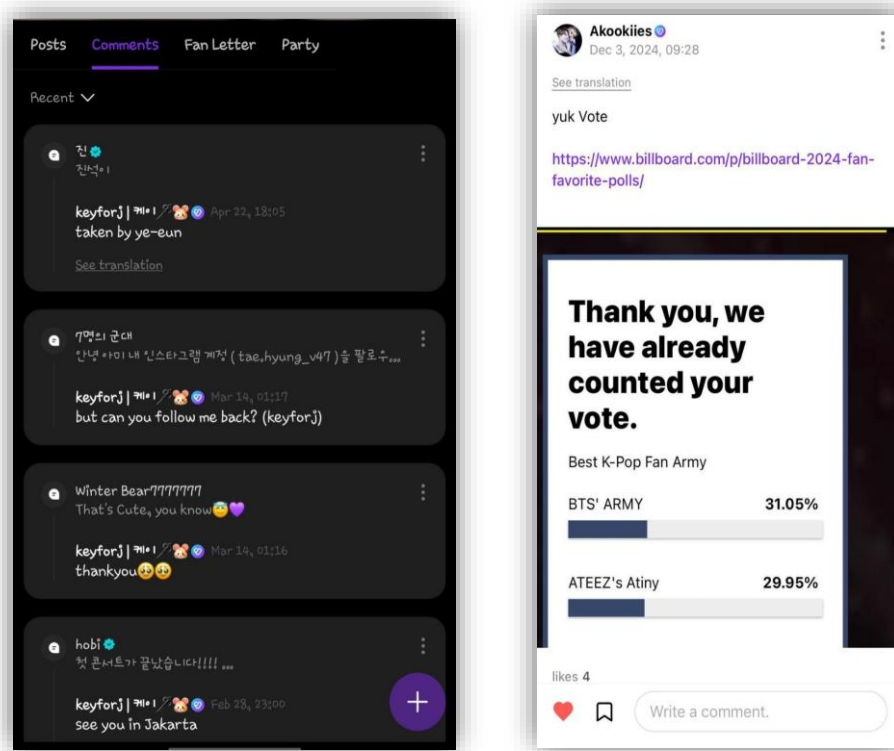 Posts Comments Fan Letter Party
Recent
진
진석이
keyforj | 케이🪄🐹 Apr 22, 18:05
taken by ye-eun
See translation
7명의 군대
안녕 아미 내 인스타그램 계정 ( tae,hyung_v47 )을 팔로우...
keyforj | 케이🪄🐹 Mar 14, 01:17
but can you follow me back? (keyforj)
Winter Bear7777777
That's Cute, you know😇💜
keyforj | 케이🪄🐹 Mar 14, 01:16
thankyou🥹🥹
hobi
첫 콘서트가 끝났습니다!!!! ...
keyforj | 케이🪄🐹 Feb 28, 23:00
see you in Jakarta
Akookiies
Dec 3, 2024, 09:28
See translation
yuk Vote
https://www.billboard.com/p/billboard-2024-fan-
favorite-polls/
Thank you, we
have already
counted your
vote.
Best K-Pop Fan Army
BTS' ARMY 31.05%
ATEEZ's Atiny 29.95%
likes 4
Write a comment.